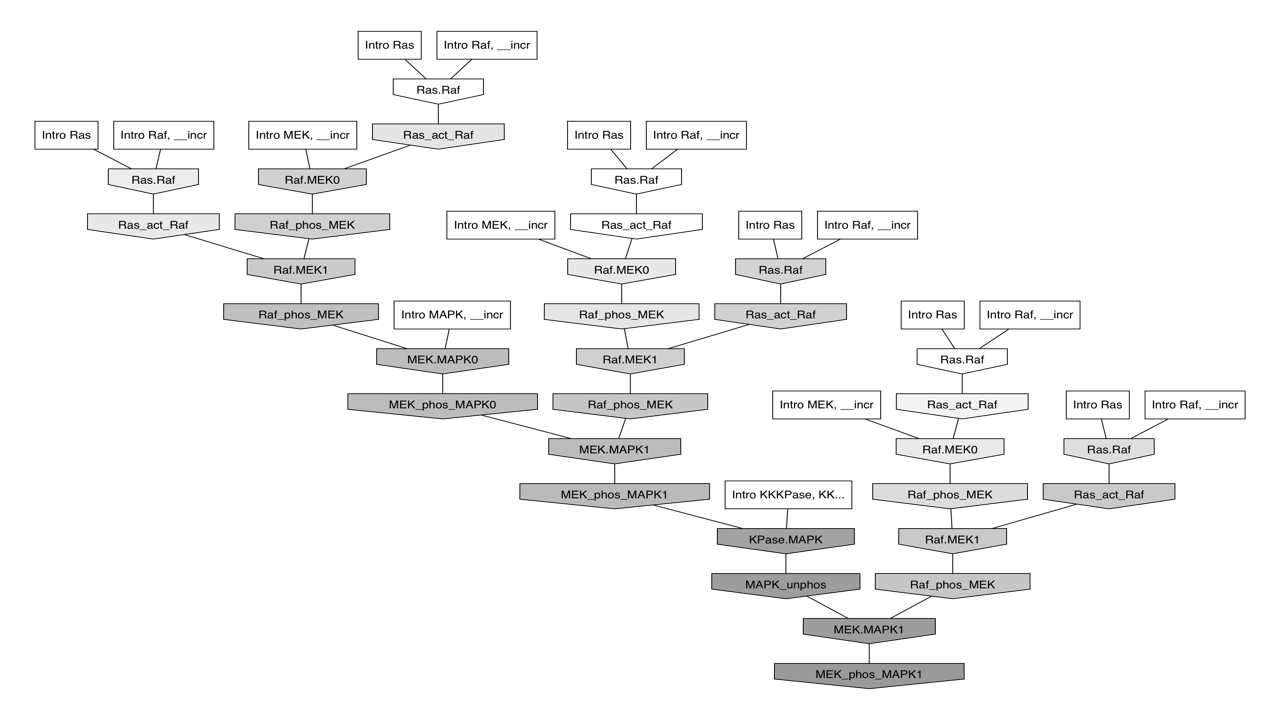 Intro Ras
Intro Raf, __incr
Ras.Raf
Intro Ras
Intro Raf, __incr
Intro MEK, __incr
Ras_act_Raf
Intro Ras
Intro Raf, __incr
Ras.Raf
Raf.MEK0
Ras.Raf
Ras_act_Raf
Raf_phos_MEK
Intro MEK, __incr
Ras_act_Raf
Intro Ras
Intro Raf, __incr
Raf.MEK1
Raf.MEK0
Ras.Raf
Raf_phos_MEK
Intro MAPK, __incr
Raf_phos_MEK
Ras_act_Raf
Intro Ras
Intro Raf, __incr
MEK.MAPK0
Raf.MEK1
Ras.Raf
MEK_phos_MAPK0
Raf_phos_MEK
Intro MEK, __incr
Ras_act_Raf
Intro Ras
Intro Raf, __incr
MEK.MAPK1
Raf.MEK0
Ras.Raf
MEK_phos_MAPK1
Intro KKKPase, KK...
Raf_phos_MEK
Ras_act_Raf
KPase.MAPK
Raf.MEK1
MAPK_unphos
Raf_phos_MEK
MEK.MAPK1
MEK_phos_MAPK1